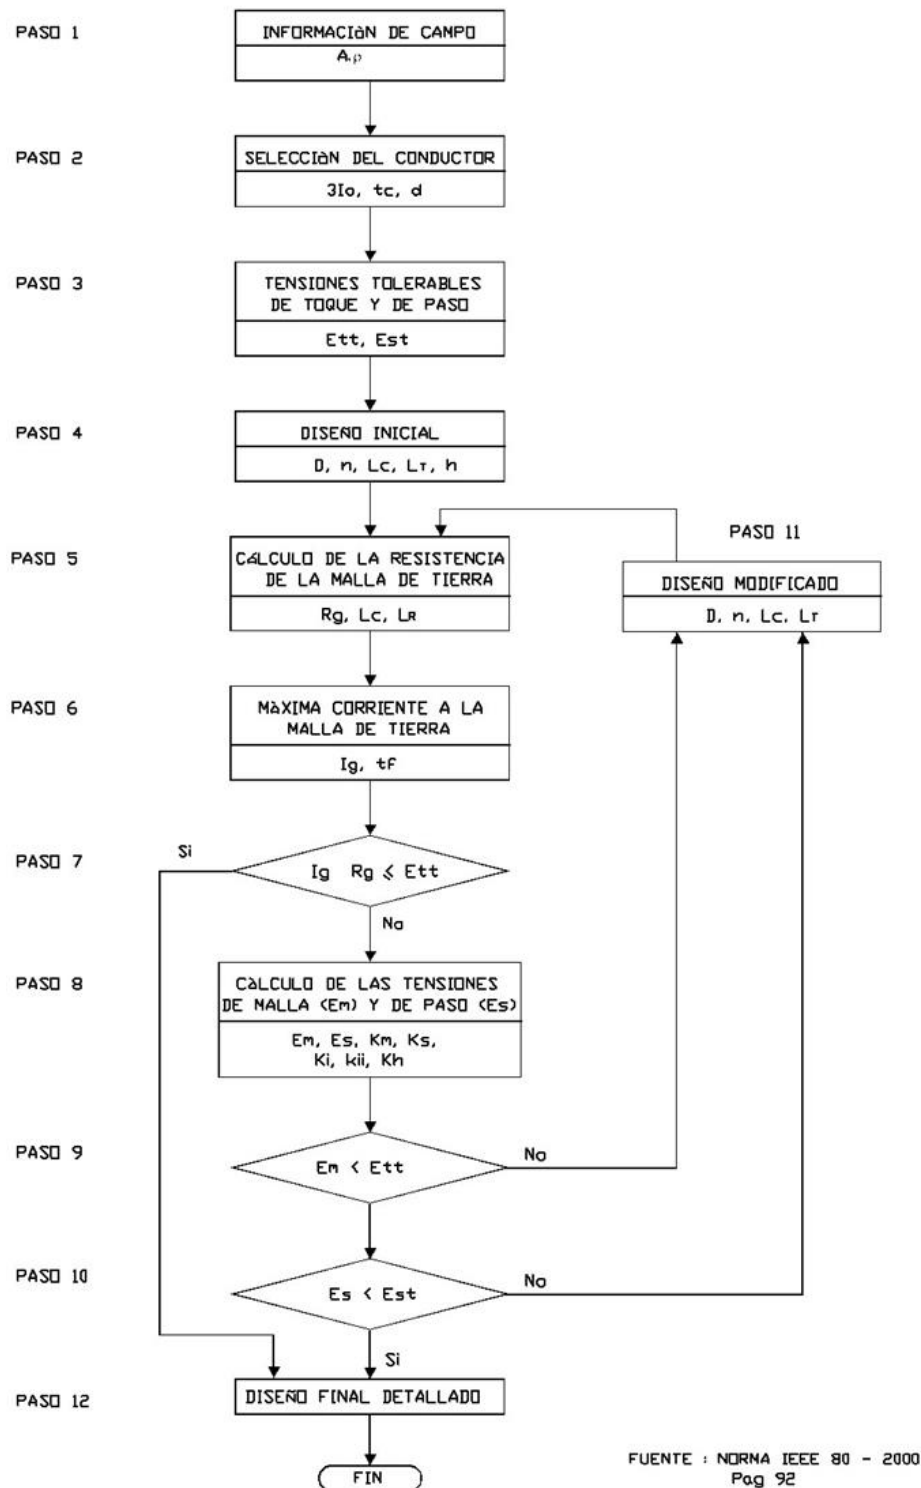 PASO 1
INFORMACIàN DE CAMPO
A,ρ
PASO 2
SELECCIàN DEL CONDUCTOR
3Io, tc, d
PASO 3
TENSIONES TOLERABLES
DE TOQUE Y DE PASO
Ett, Est
PASO 4
DISEÑO INICIAL
D, n, Lc, LT, h
PASO 5
CáLCULO DE LA RESISTENCIA
DE LA MALLA DE TIERRA
Rg, Lc, LR
PASO 11
DISEÑO MODIFICADO
D, n, Lc, LT
PASO 6
MàXIMA CORRIENTE A LA
MALLA DE TIERRA
Ig, tf
PASO 7
Si
Ig Rg ≤ Ett
No
PASO 8
CàLCULO DE LAS TENSIONES
DE MALLA (Em) Y DE PASO (Es)
Em, Es, Km, Ks,
Ki, kii, Kh
PASO 9
Em < Ett
No
PASO 10
Es < Est
No
Si
PASO 12
DISEÑO FINAL DETALLADO
FIN
FUENTE : NORMA IEEE 80 - 2000
Pag 92